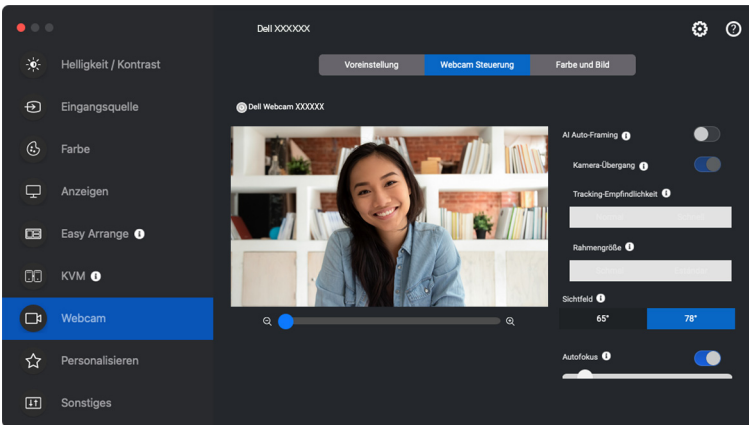 Dell XXXXXX
Helligkeit / Kontrast
Eingangsquelle
Farbe
Anzeigen
Easy Arrange
KVM
Webcam
Personalisieren
Sonstiges
Voreinstellung
Webcam Steuerung
Farbe und Bild
Dell Webcam XXXXXX
AI Auto-Framing
Kamera-Übergang
Tracking-Empfindlichkeit
Rahmengröße
Sichtfeld
65°
78°
Autofokus